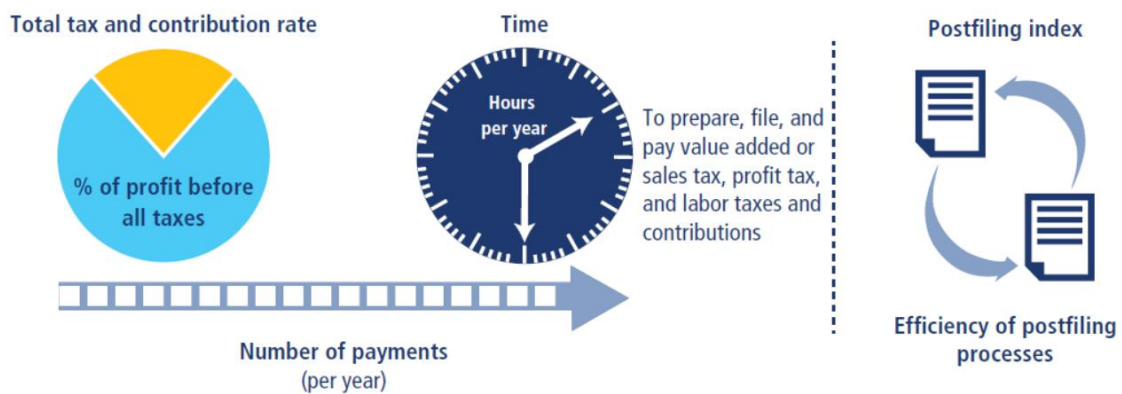 Total tax and contribution rate
% of profit before
all taxes
Time
Hours
per year
To prepare, file, and
pay value added or
sales tax, profit tax,
and labor taxes and
contributions
Number of payments
(per year)
Postfiling index
Efficiency of postfiling
processes